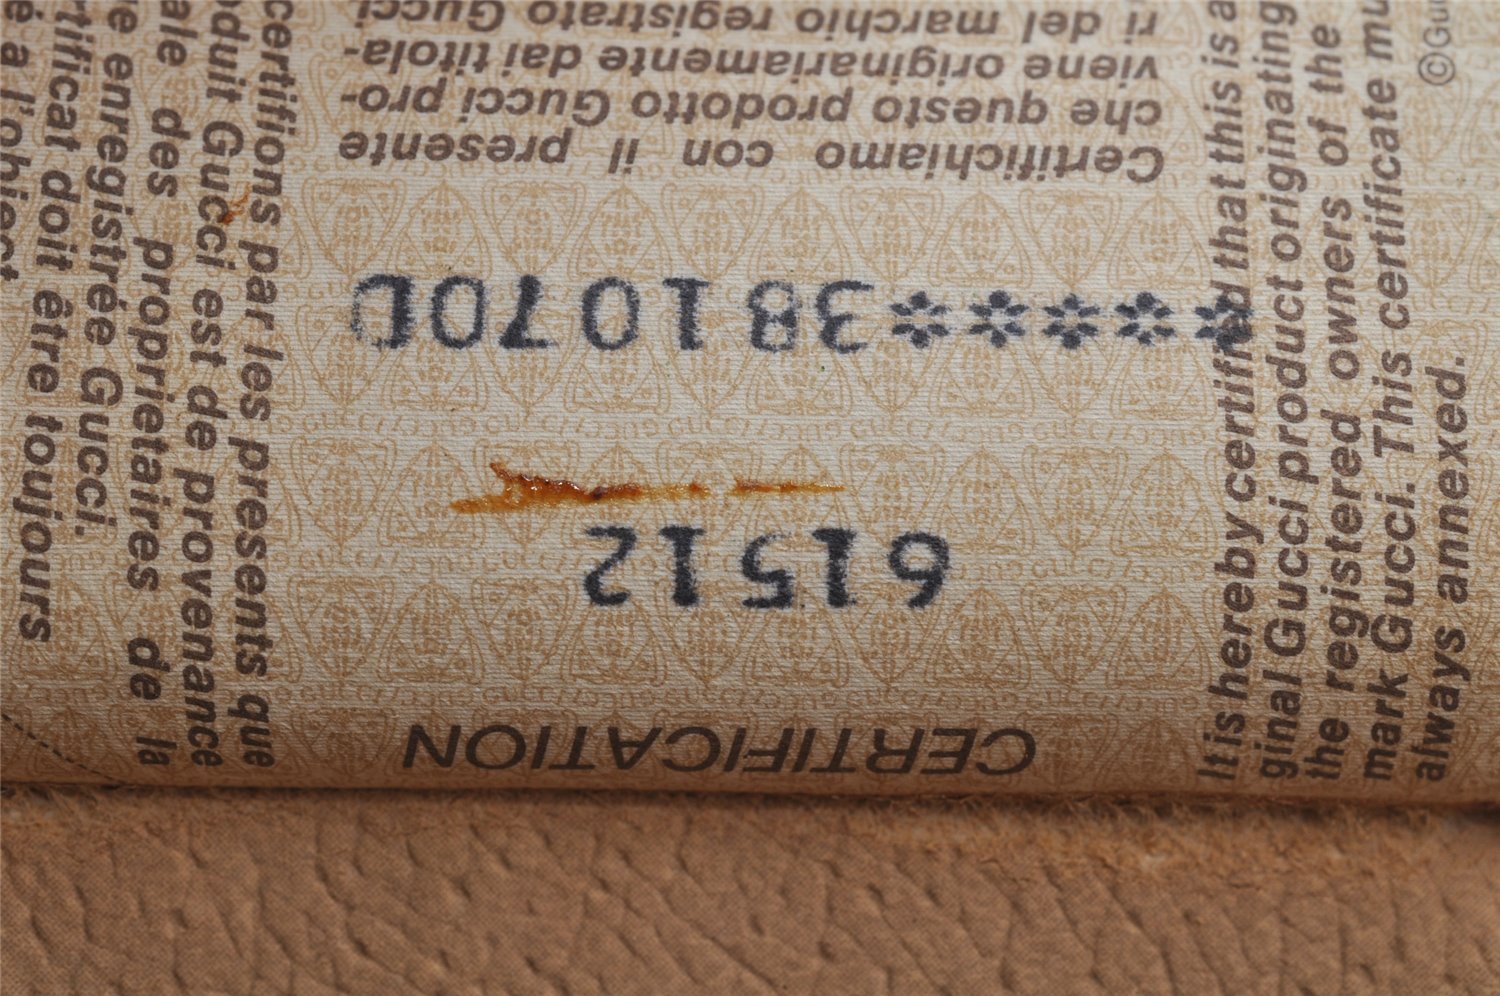 CERTIFICATION
61512
*****3810700
Certifichiamo con il presente
che questo prodotto Gucci pro-
viene originariamente dai titola-
ri del marchio registrato Gucci.
It is hereby certified that this is a
ginal Gucci product originating
the registered owners of the
mark Gucci. This certificate mu
always annexed.
©Gu
certifions par les presents que
oduit Gucci est de provenance
ale des proprietaires de la
ue enregistrée Gucci.
rtificat doit être toujours
é a l'object